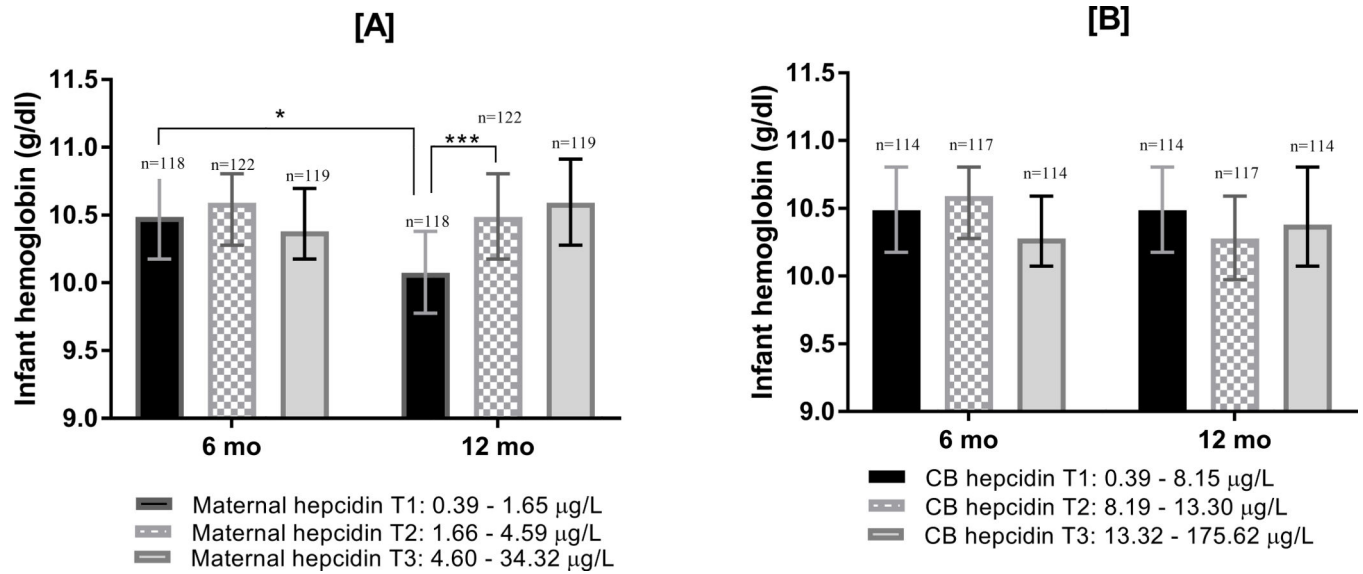 [A]
Infant hemoglobin (g/dl)
11.5
11.0
10.5
10.0
9.5
9.0
*
***
n=118
n=122
n=119
n=118
n=122
n=119
6 mo
12 mo
Maternal hepcidin T1: 0.39 - 1.65 µg/L
Maternal hepcidin T2: 1.66 - 4.59 µg/L
Maternal hepcidin T3: 4.60 - 34.32 µg/L
[B]
Infant hemoglobin (g/dl)
11.5
11.0
10.5
10.0
9.5
9.0
n=114
n=117
n=114
n=114
n=117
n=114
6 mo
12 mo
CB hepcidin T1: 0.39 - 8.15 µg/L
CB hepcidin T2: 8.19 - 13.30 µg/L
CB hepcidin T3: 13.32 - 175.62 µg/L